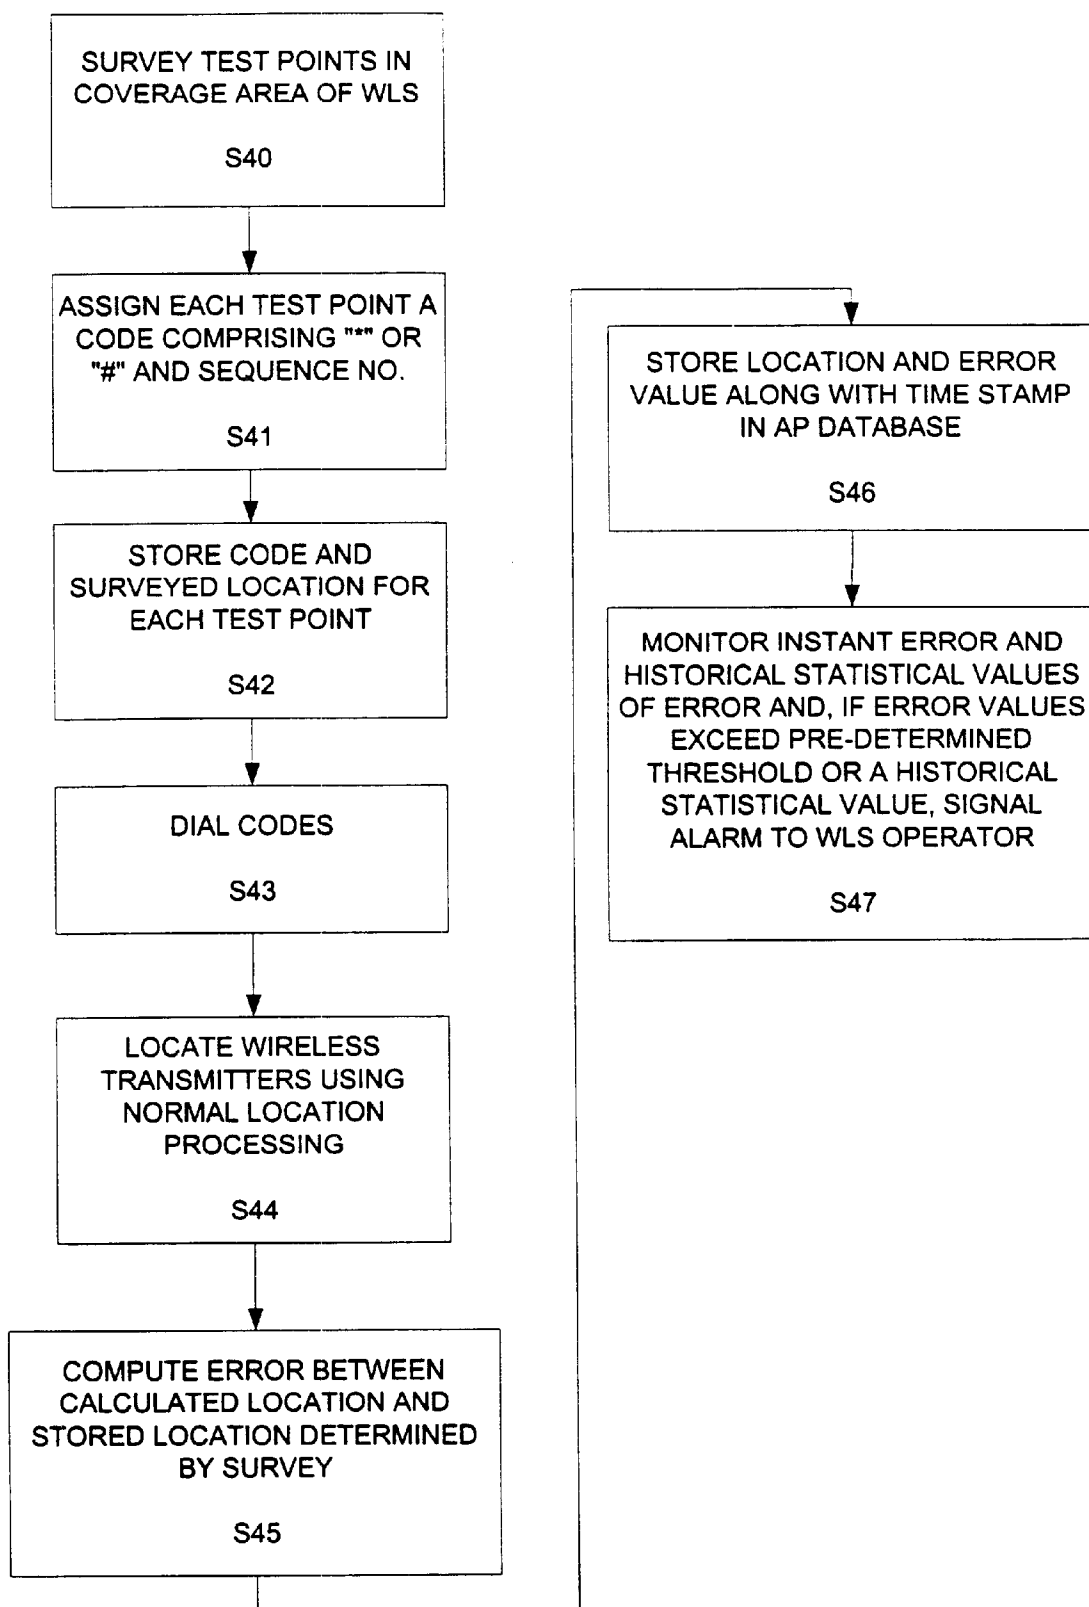 SURVEY TEST POINTS IN
COVERAGE AREA OF WLS
S40
ASSIGN EACH TEST POINT A
CODE COMPRISING "*" OR
"#" AND SEQUENCE NO.
S41
STORE CODE AND
SURVEYED LOCATION FOR
EACH TEST POINT
S42
DIAL CODES
S43
LOCATE WIRELESS
TRANSMITTERS USING
NORMAL LOCATION
PROCESSING
S44
COMPUTE ERROR BETWEEN
CALCULATED LOCATION AND
STORED LOCATION DETERMINED
BY SURVEY
S45
STORE LOCATION AND ERROR
VALUE ALONG WITH TIME STAMP
IN AP DATABASE
S46
MONITOR INSTANT ERROR AND
HISTORICAL STATISTICAL VALUES
OF ERROR AND, IF ERROR VALUES
EXCEED PRE-DETERMINED
THRESHOLD OR A HISTORICAL
STATISTICAL VALUE, SIGNAL
ALARM TO WLS OPERATOR
S47